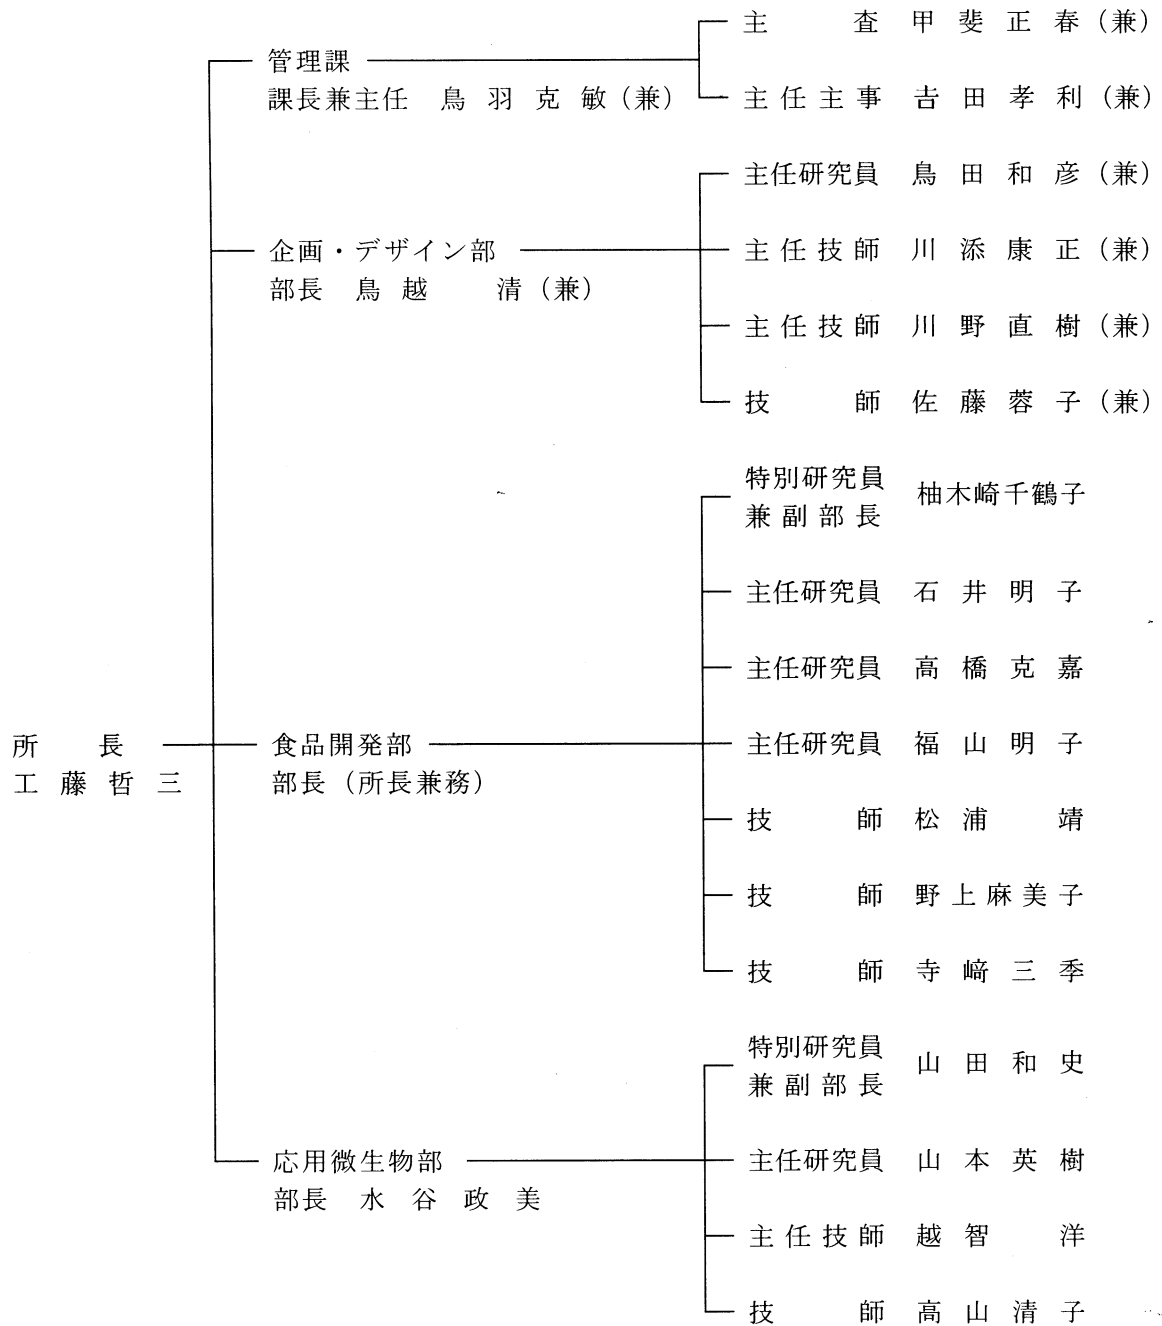 所長
工藤哲三
管理課
課長兼主任 鳥羽克敏(兼)
主査 甲斐正春(兼)
主任主事 𠮷田孝利(兼)
企画・デザイン部
部長 鳥越 清(兼)
主任研究員 鳥田和彦(兼)
主任技師 川添康正(兼)
主任技師 川野直樹(兼)
技師 佐藤蓉子(兼)
食品開発部
部長(所長兼務)
特別研究員
兼副部長 柚木崎千鶴子
主任研究員 石井明子
主任研究員 高橋克嘉
主任研究員 福山明子
技師 松浦 靖
技師 野上麻美子
技師 寺﨑三季
応用微生物部
部長 水谷政美
特別研究員
兼副部長 山田和史
主任研究員 山本英樹
主任技師 越智 洋
技師 高山清子